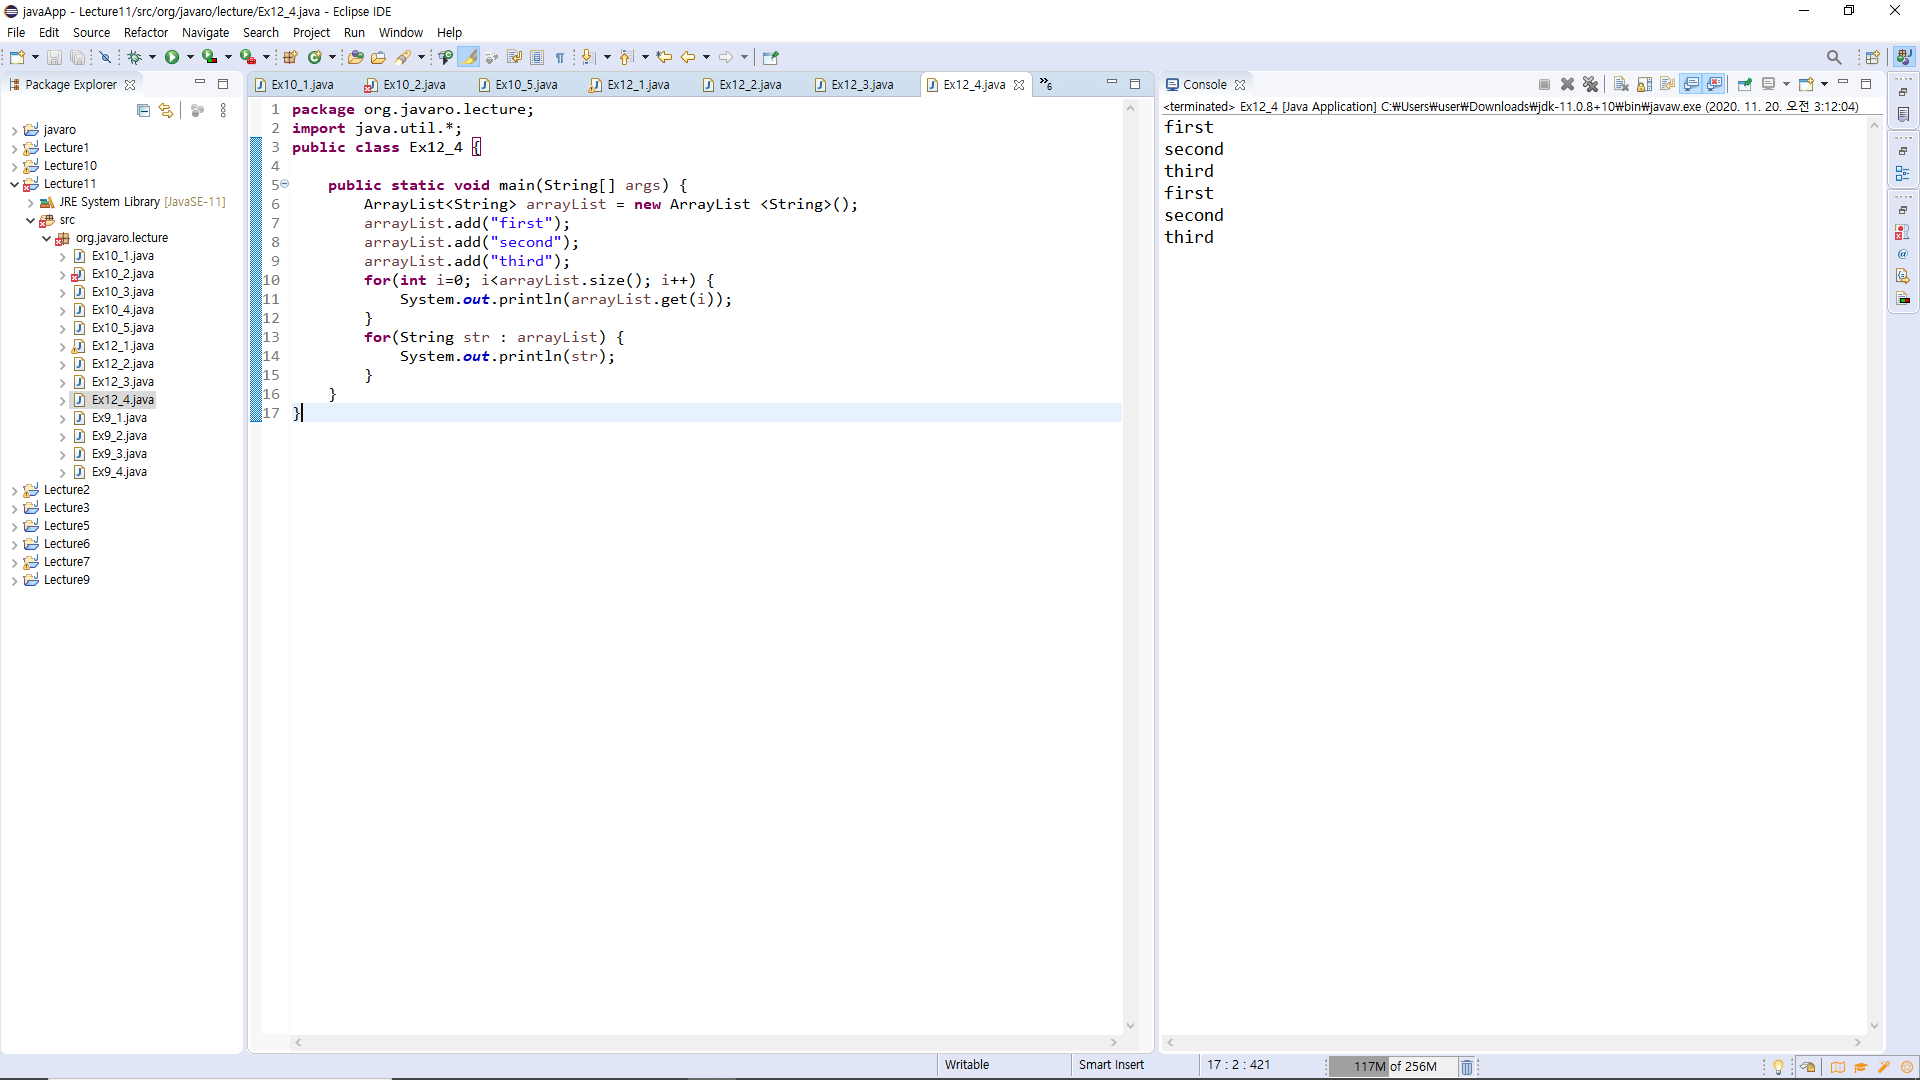 javaApp - Lecture11/src/org/javaro/lecture/Ex12_4.java - Eclipse IDE
File Edit Source Refactor Navigate Search Project Run Window Help
Package Explorer
javaro
Lecture1
Lecture10
Lecture11
JRE System Library [JavaSE-11]
src
org.javaro.lecture
Ex10_1.java
Ex10_2.java
Ex10_3.java
Ex10_4.java
Ex10_5.java
Ex12_1.java
Ex12_2.java
Ex12_3.java
Ex12_4.java
Ex9_1.java
Ex9_2.java
Ex9_3.java
Ex9_4.java
Lecture2
Lecture3
Lecture5
Lecture6
Lecture7
Lecture9
Ex10_1.java Ex10_2.java Ex10_5.java Ex12_1.java Ex12_2.java Ex12_3.java Ex12_4.java »6
1 package org.javaro.lecture;
2 import java.util.*;
3 public class Ex12_4 {
4
5 public static void main(String[] args) {
6 ArrayList<String> arrayList = new ArrayList <String>();
7 arrayList.add("first");
8 arrayList.add("second");
9 arrayList.add("third");
10 for(int i=0; i<arrayList.size(); i++) {
11 System.out.println(arrayList.get(i));
12 }
13 for(String str : arrayList) {
14 System.out.println(str);
15 }
16 }
17 }
Console
<terminated> Ex12_4 [Java Application] C:₩Users₩user₩Downloads₩jdk-11.0.8+10₩bin₩javaw.exe (2020. 11. 20. 오전 3:12:04)
first
second
third
first
second
third
Writable Smart Insert 17 : 2 : 421 117M of 256M